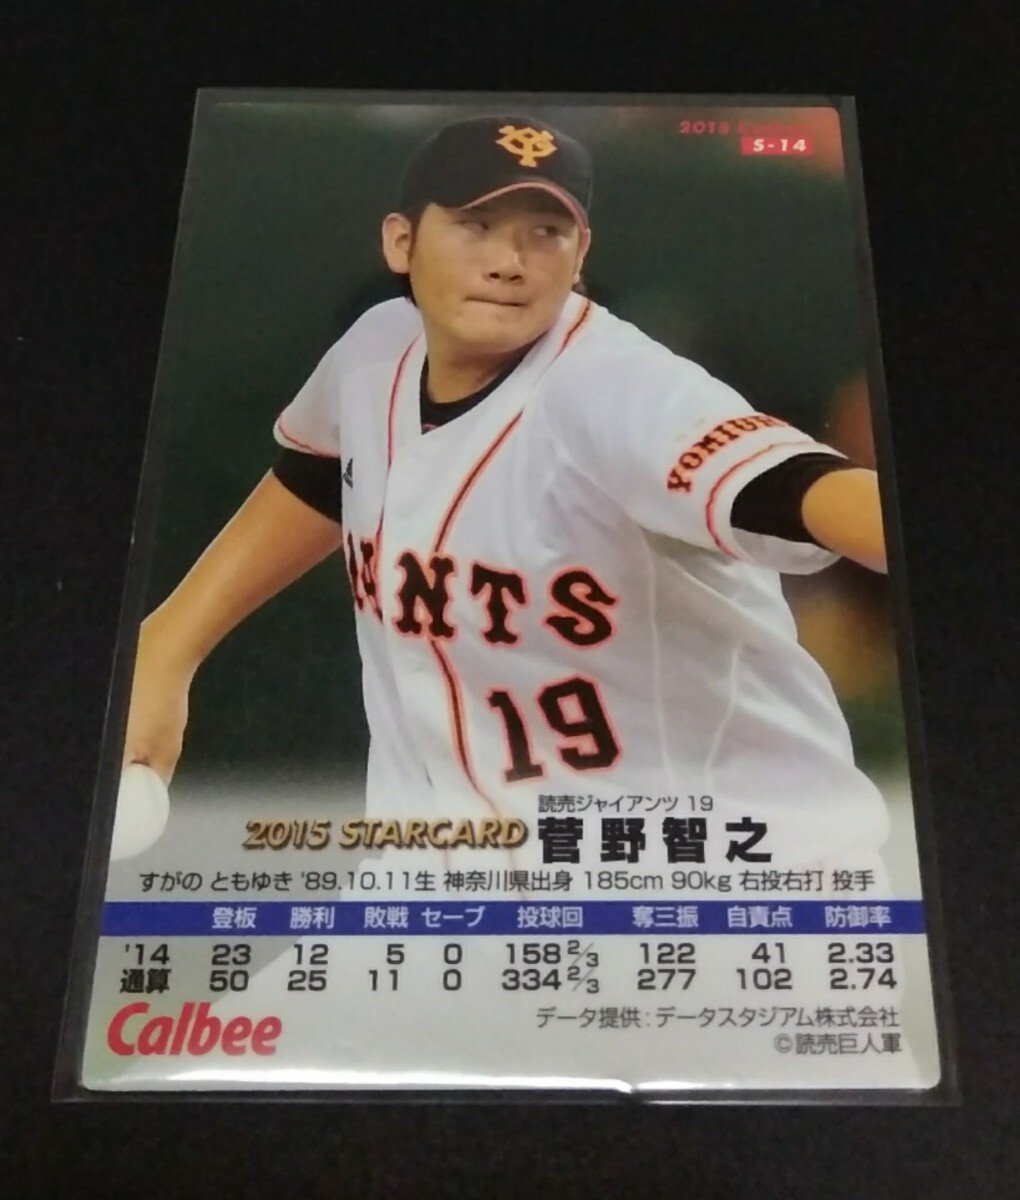 2015 Calbee
S-14
YOMIURI
GIANTS
19
読売ジャイアンツ 19
2015 STARCARD 菅野智之
すがの ともゆき '89.10.11生 神奈川県出身 185cm 90kg 右投右打 投手
登板 勝利 敗戦 セーブ 投球回 奪三振 自責点 防御率
'14 23 12 5 0 158 2/3 122 41 2.33
通算 50 25 11 0 334 2/3 277 102 2.74
Calbee
データ提供:データスタジアム株式会社
©読売巨人軍